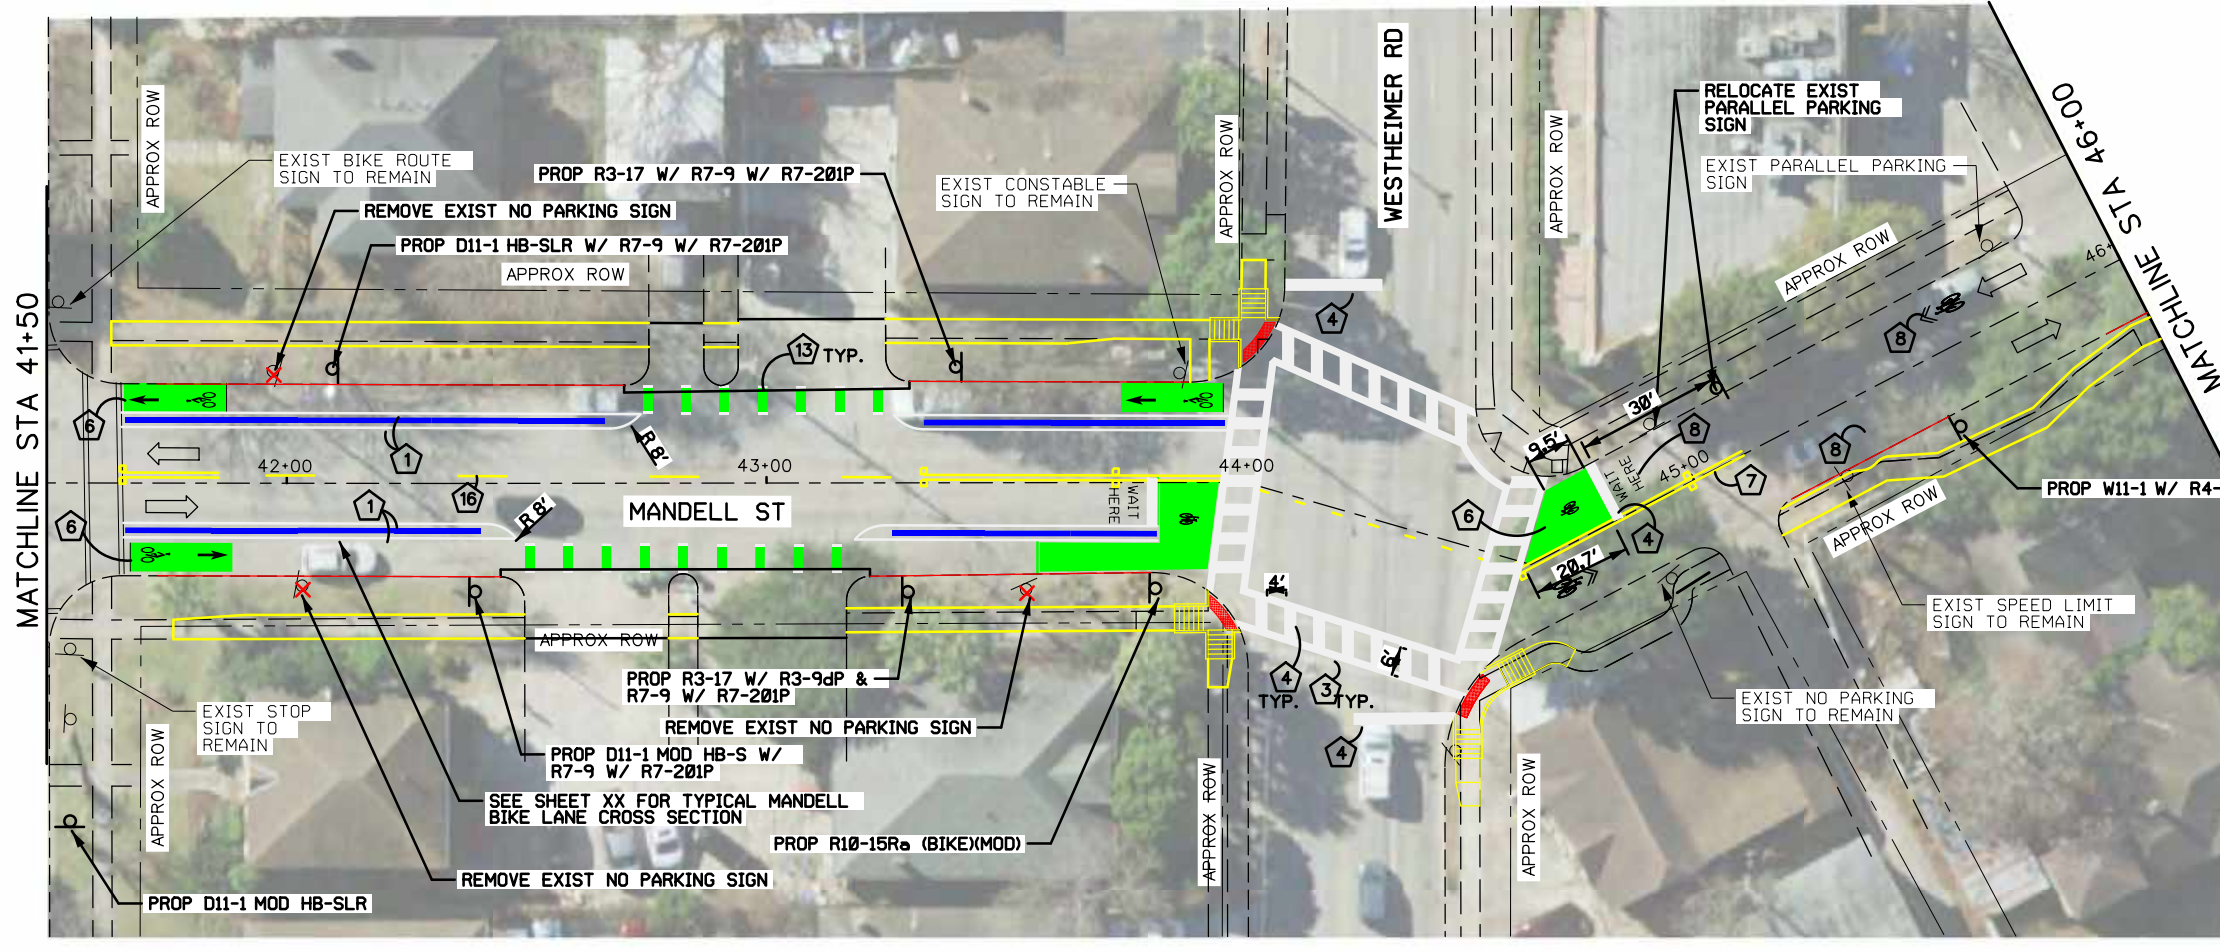 MATCHLINE STA 41+50
APPROX ROW
EXIST BIKE ROUTE
SIGN TO REMAIN
REMOVE EXIST NO PARKING SIGN
PROP D11-1 HB-SLR W/ R7-9 W/ R7-201P
APPROX ROW
PROP R3-17 W/ R7-9 W/ R7-201P
EXIST CONSTABLE
SIGN TO REMAIN
APPROX ROW
WESTHEIMER RD
APPROX ROW
RELOCATE EXIST
PARALLEL PARKING
SIGN
EXIST PARALLEL PARKING
SIGN
APPROX ROW
MATCHLINE STA 46+00
46+
4
13 TYP.
8
30'
9.5'
8
8
6
1
R 8'
42+00
43+00
44+00
45+00
16
1
R 8'
MANDELL ST
WAIT
HERE
WAIT
HERE
7
6
6
4
20.7'
PROP W11-1 W/ R4-
APPROX ROW
4'
6'
4
TYP.
3
TYP.
4
APPROX ROW
EXIST SPEED LIMIT
SIGN TO REMAIN
EXIST NO PARKING
SIGN TO REMAIN
PROP R3-17 W/ R3-9dP &
R7-9 W/ R7-201P
REMOVE EXIST NO PARKING SIGN
EXIST STOP
SIGN TO
REMAIN
APPROX ROW
PROP D11-1 MOD HB-S W/
R7-9 W/ R7-201P
SEE SHEET XX FOR TYPICAL MANDELL
BIKE LANE CROSS SECTION
PROP R10-15Ra (BIKE)(MOD)
APPROX ROW
APPROX ROW
REMOVE EXIST NO PARKING SIGN
PROP D11-1 MOD HB-SLR